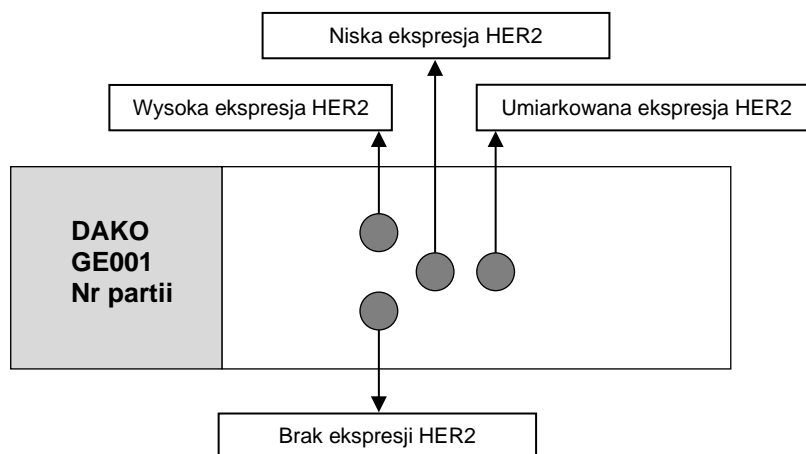 Niska ekspresja HER2
Wysoka ekspresja HER2
Umiarkowana ekspresja HER2
DAKO
GE001
Nr partii
Brak ekspresji HER2